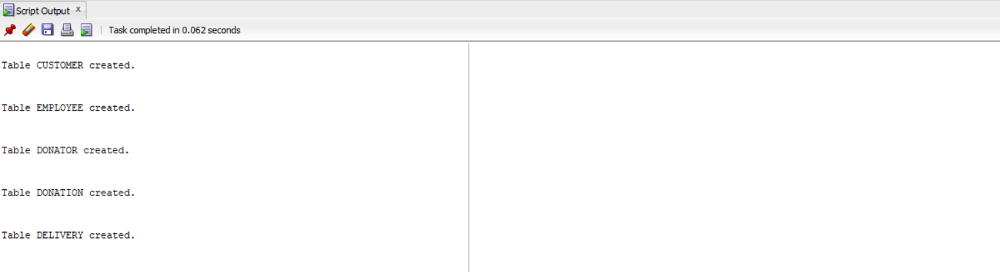 Script Output x
Task completed in 0.062 seconds
Table CUSTOMER created.
Table EMPLOYEE created.
Table DONATOR created.
Table DONATION created.
Table DELIVERY created.